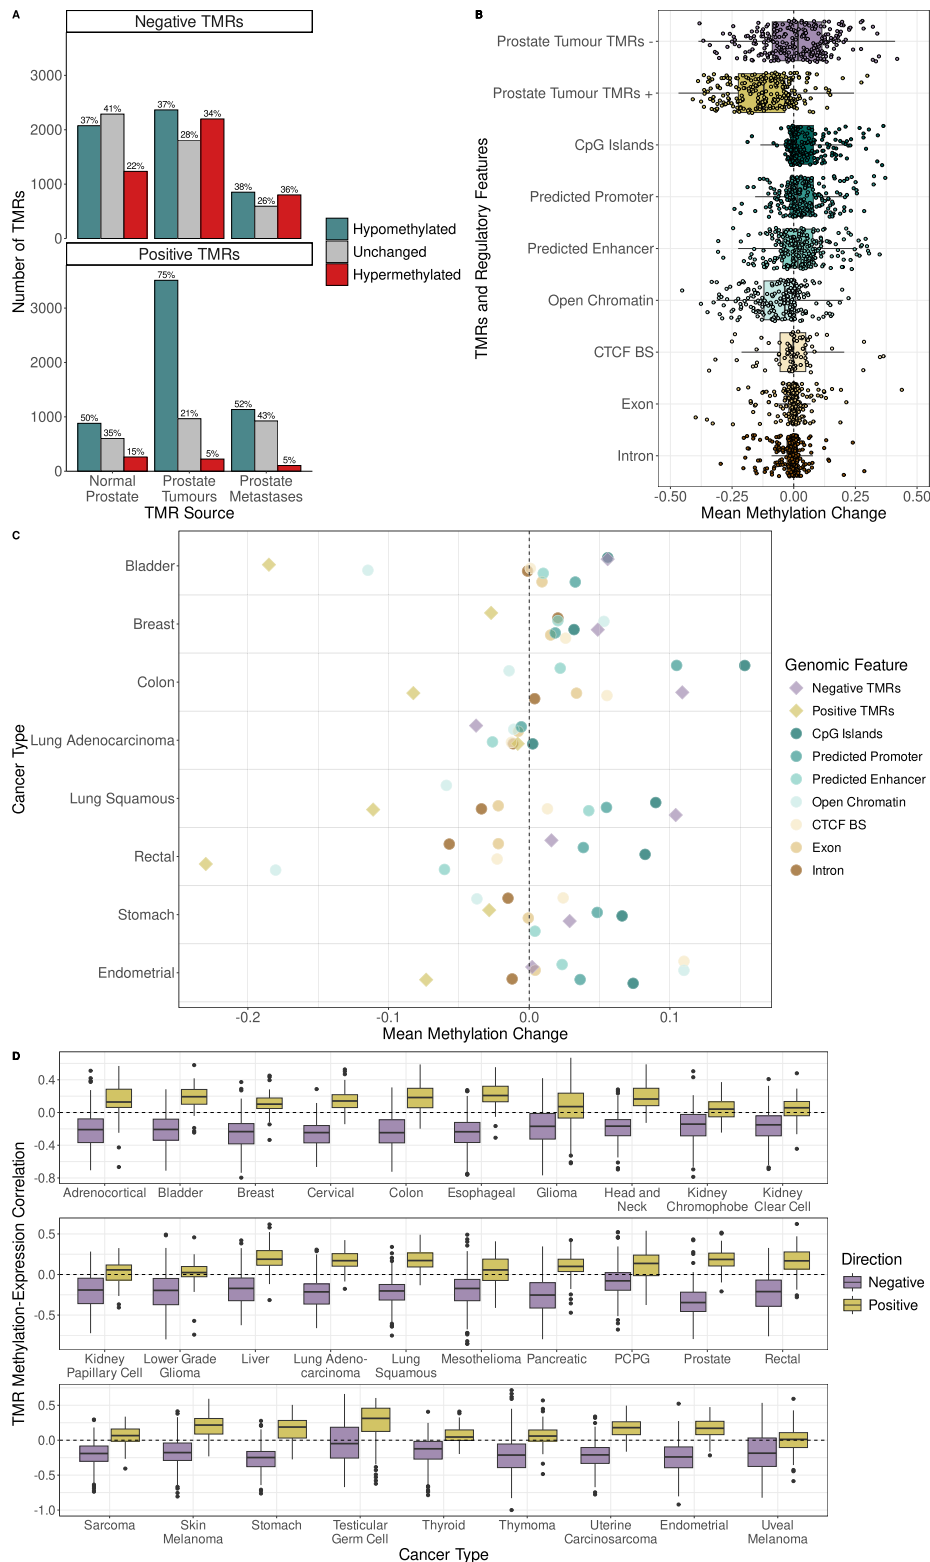 A
Negative TMRs
3000
2000
1000
0
37%
41%
22%
37%
28%
34%
38%
26%
36%
Positive TMRs
3000
2000
1000
0
50%
35%
15%
75%
21%
5%
52%
43%
5%
Number of TMRs
Normal
Prostate
Prostate
Tumours
Prostate
Metastases
TMR Source
Hypomethylated
Unchanged
Hypermethylated
B
TMRs and Regulatory Features
Prostate Tumour TMRs -
Prostate Tumour TMRs +
CpG Islands
Predicted Promoter
Predicted Enhancer
Open Chromatin
CTCF BS
Exon
Intron
-0.50 -0.25 0.00 0.25 0.50
Mean Methylation Change
C
Cancer Type
Bladder
Breast
Colon
Lung Adenocarcinoma
Lung Squamous
Rectal
Stomach
Endometrial
-0.2 -0.1 0.0 0.1
Mean Methylation Change
Genomic Feature
Negative TMRs
Positive TMRs
CpG Islands
Predicted Promoter
Predicted Enhancer
Open Chromatin
CTCF BS
Exon
Intron
D
TMR Methylation-Expression Correlation
0.4
0.0
-0.4
-0.8
Adrenocortical Bladder Breast Cervical Colon Esophageal Glioma Head and Kidney Kidney
Neck Chromophobe Clear Cell
0.5
0.0
-0.5
Kidney Lower Grade Liver Lung Adeno- Lung Mesothelioma Pancreatic PCPG Prostate Rectal
Papillary Cell Glioma carcinoma Squamous
0.5
0.0
-0.5
-1.0
Sarcoma Skin Stomach Testicular Thyroid Thymoma Uterine Endometrial Uveal
Melanoma Germ Cell Carcinosarcoma Melanoma
Cancer Type
Direction
Negative
Positive